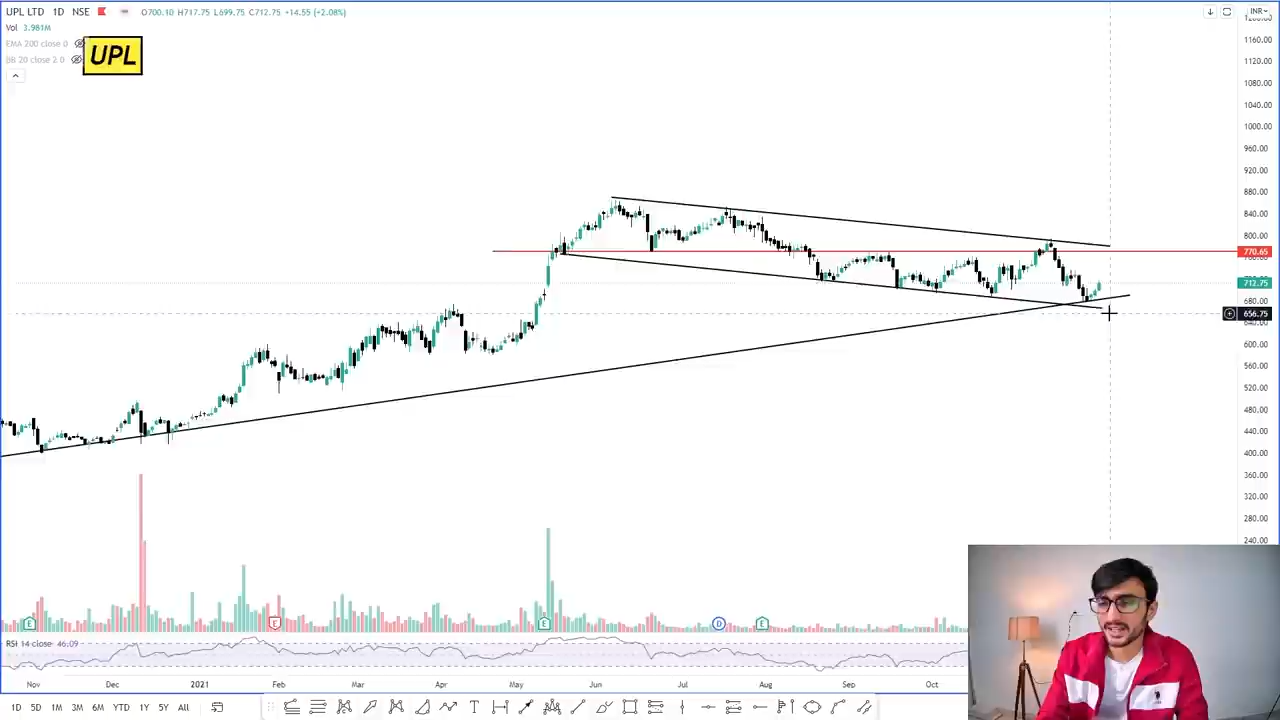 UPL LTD 1D NSE O700.10 H717.75 L699.75 C712.75 +14.55 (+2.08%)
Vol 3.981M
EMA 200 close 0
BB 20 close 2 0
UPL
INR
1160.00
1120.00
1080.00
1040.00
1000.00
960.00
920.00
880.00
840.00
800.00
770.65
712.75
680.00
656.75
600.00
560.00
520.00
480.00
440.00
400.00
360.00
320.00
280.00
240.00
E
E
E
D
E
RSI 14 close 46.09
Nov Dec 2021 Feb Mar Apr May Jun Jul Aug Sep Oct
1D 5D 1M 3M 6M YTD 1Y 5Y All